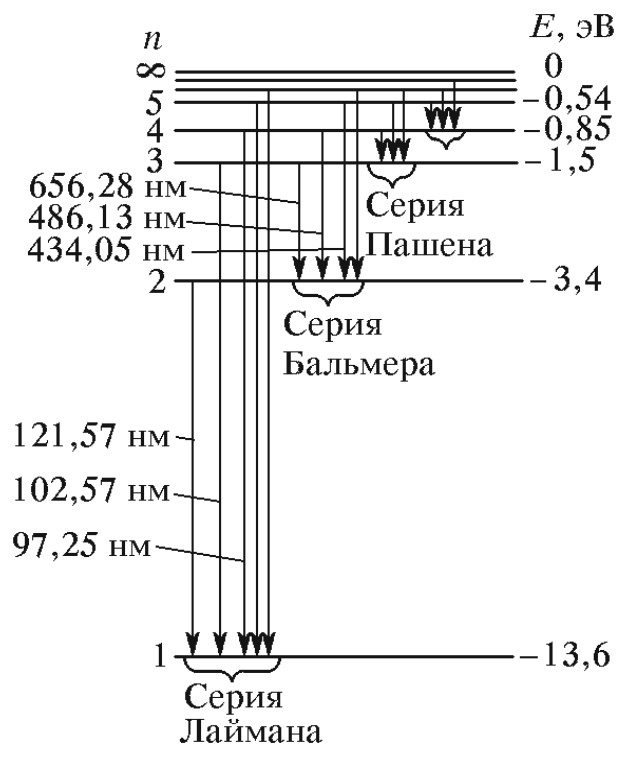 n E, эВ
∞ 0
5 –0,54
4 –0,85
3 –1,5
656,28 нм
486,13 нм
434,05 нм
Серия
Пашена
2 –3,4
Серия
Бальмера
121,57 нм
102,57 нм
97,25 нм
1 –13,6
Серия
Лаймана